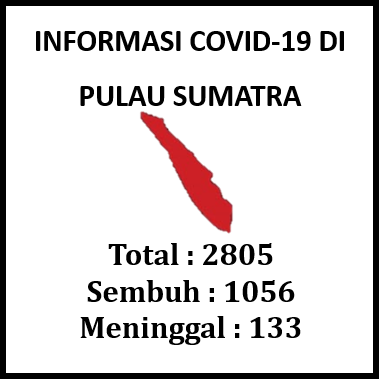 INFORMASI COVID-19 DI
PULAU SUMATRA
Total : 2805
Sembuh : 1056
Meninggal : 133